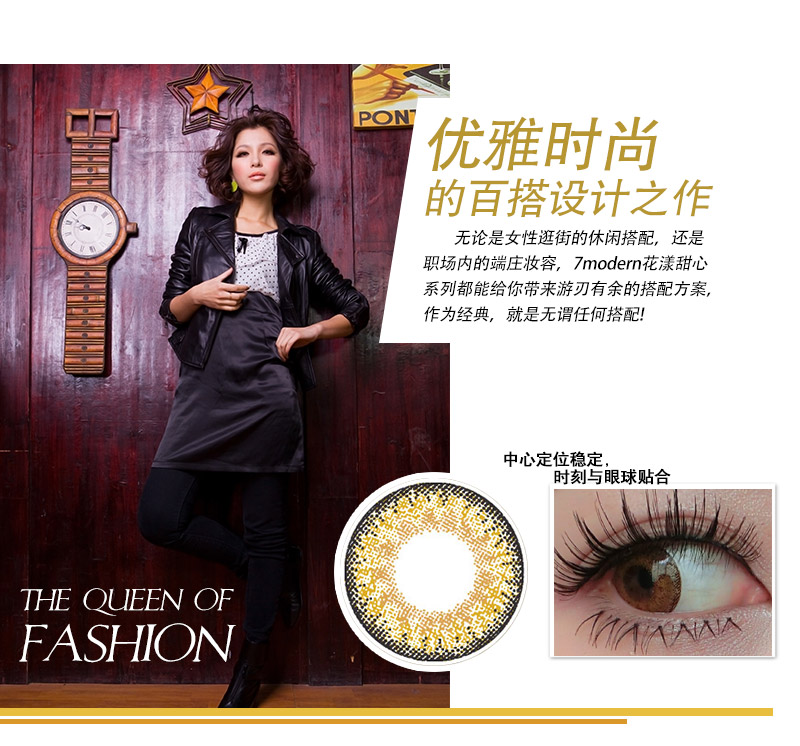 PONT
优雅时尚
的百搭设计之作
无论是女性逛街的休闲搭配，还是
职场内的端庄妆容，7modern花漾甜心
系列都能给你带来游刃有余的搭配方案,
作为经典，就是无谓任何搭配!
中心定位稳定，
时刻与眼球贴合
THE QUEEN OF
FASHION